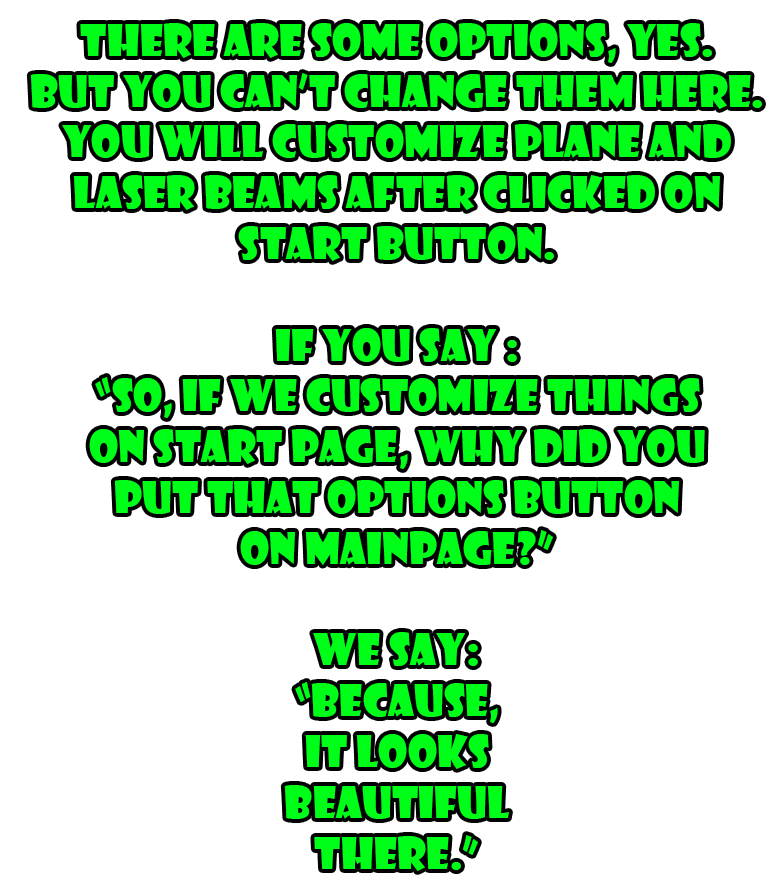 THERE ARE SOME OPTIONS, YES.
BUT YOU CAN'T CHANGE THEM HERE.
YOU WILL CUSTOMIZE PLANE AND
LASER BEAMS AFTER CLICKED ON
START BUTTON.
IF YOU SAY :
"SO, IF WE CUSTOMIZE THINGS
ON START PAGE, WHY DID YOU
PUT THAT OPTIONS BUTTON
ON MAINPAGE?"
WE SAY:
"BECAUSE,
IT LOOKS
BEAUTIFUL
THERE."